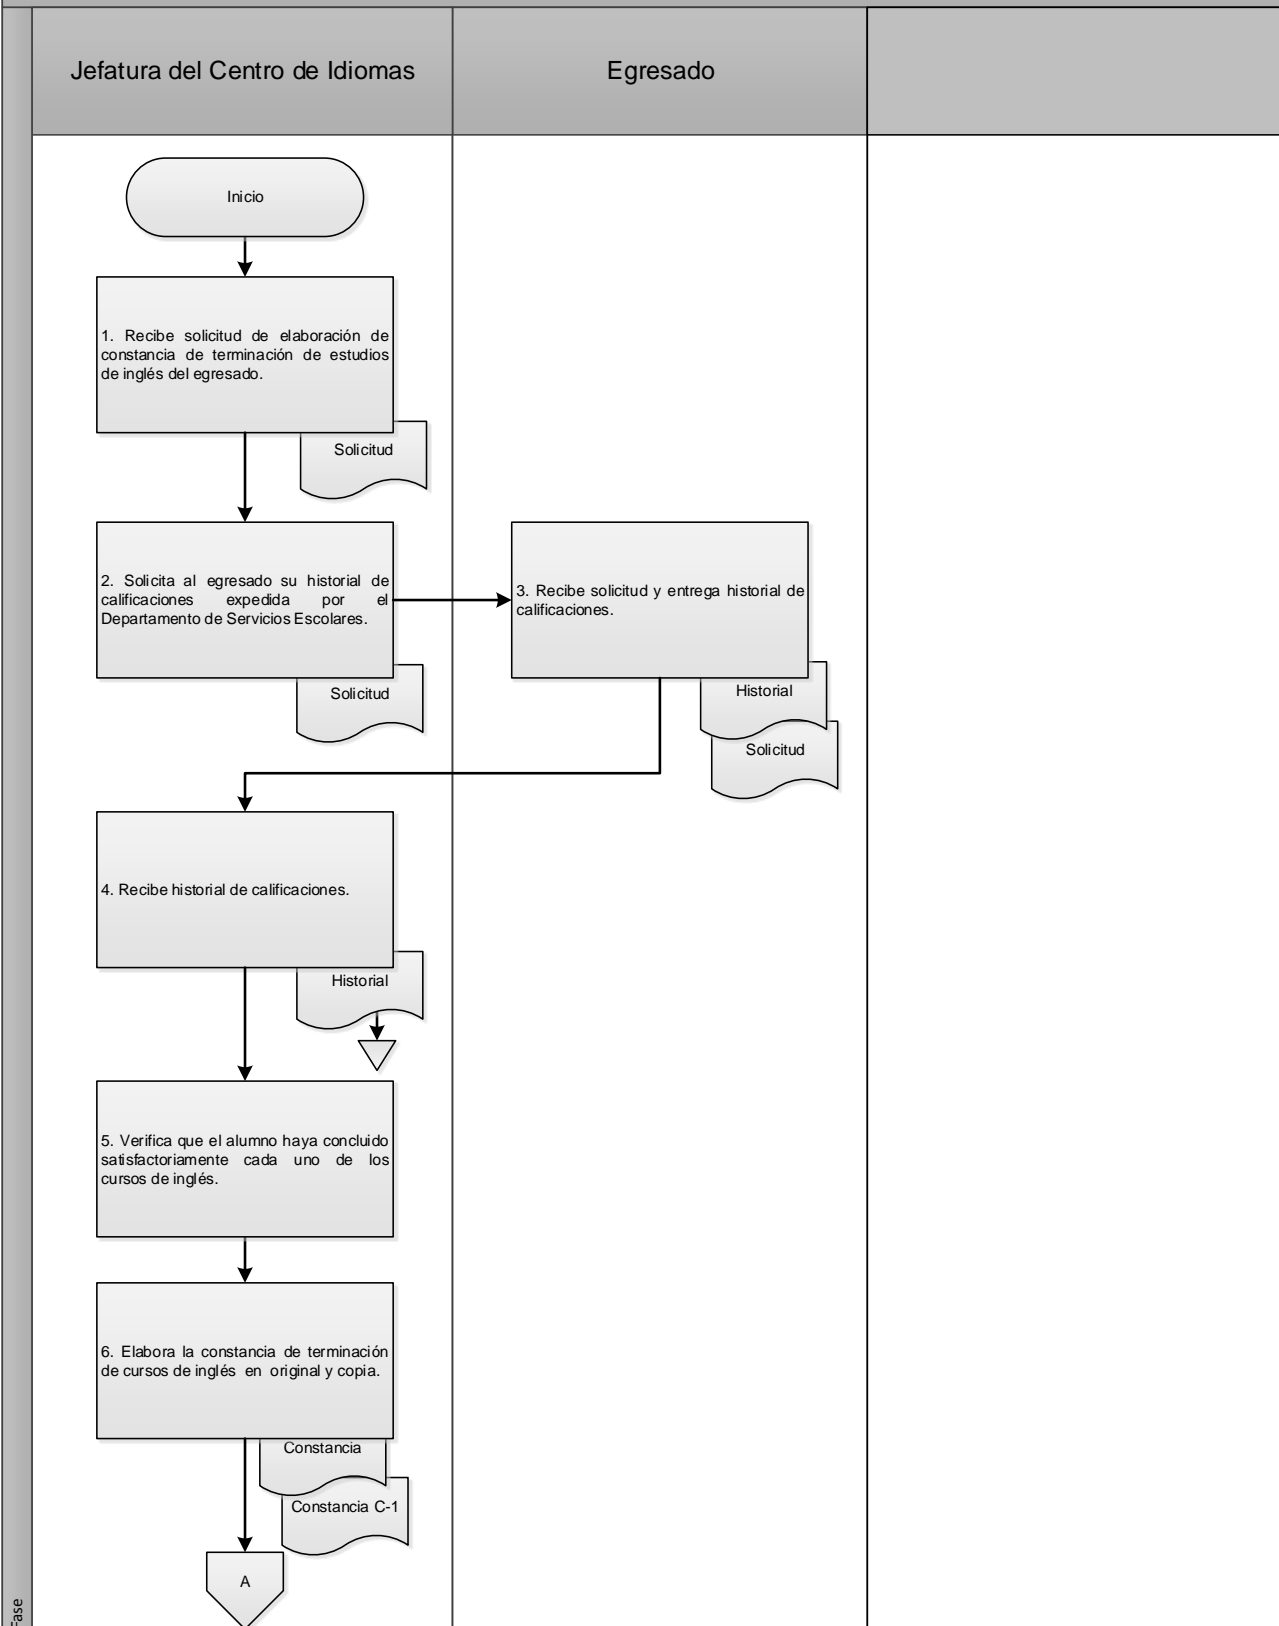 Jefatura del Centro de Idiomas
Egresado
Inicio
1. Recibe solicitud de elaboración de
constancia de terminación de estudios
de inglés del egresado.
Solicitud
2. Solicita al egresado su historial de
calificaciones expedida por el
Departamento de Servicios Escolares.
Solicitud
3. Recibe solicitud y entrega historial de
calificaciones.
Historial
Solicitud
4. Recibe historial de calificaciones.
Historial
5. Verifica que el alumno haya concluido
satisfactoriamente cada uno de los
cursos de inglés.
6. Elabora la constancia de terminación
de cursos de inglés en original y copia.
Constancia
Constancia C-1
A
Fase